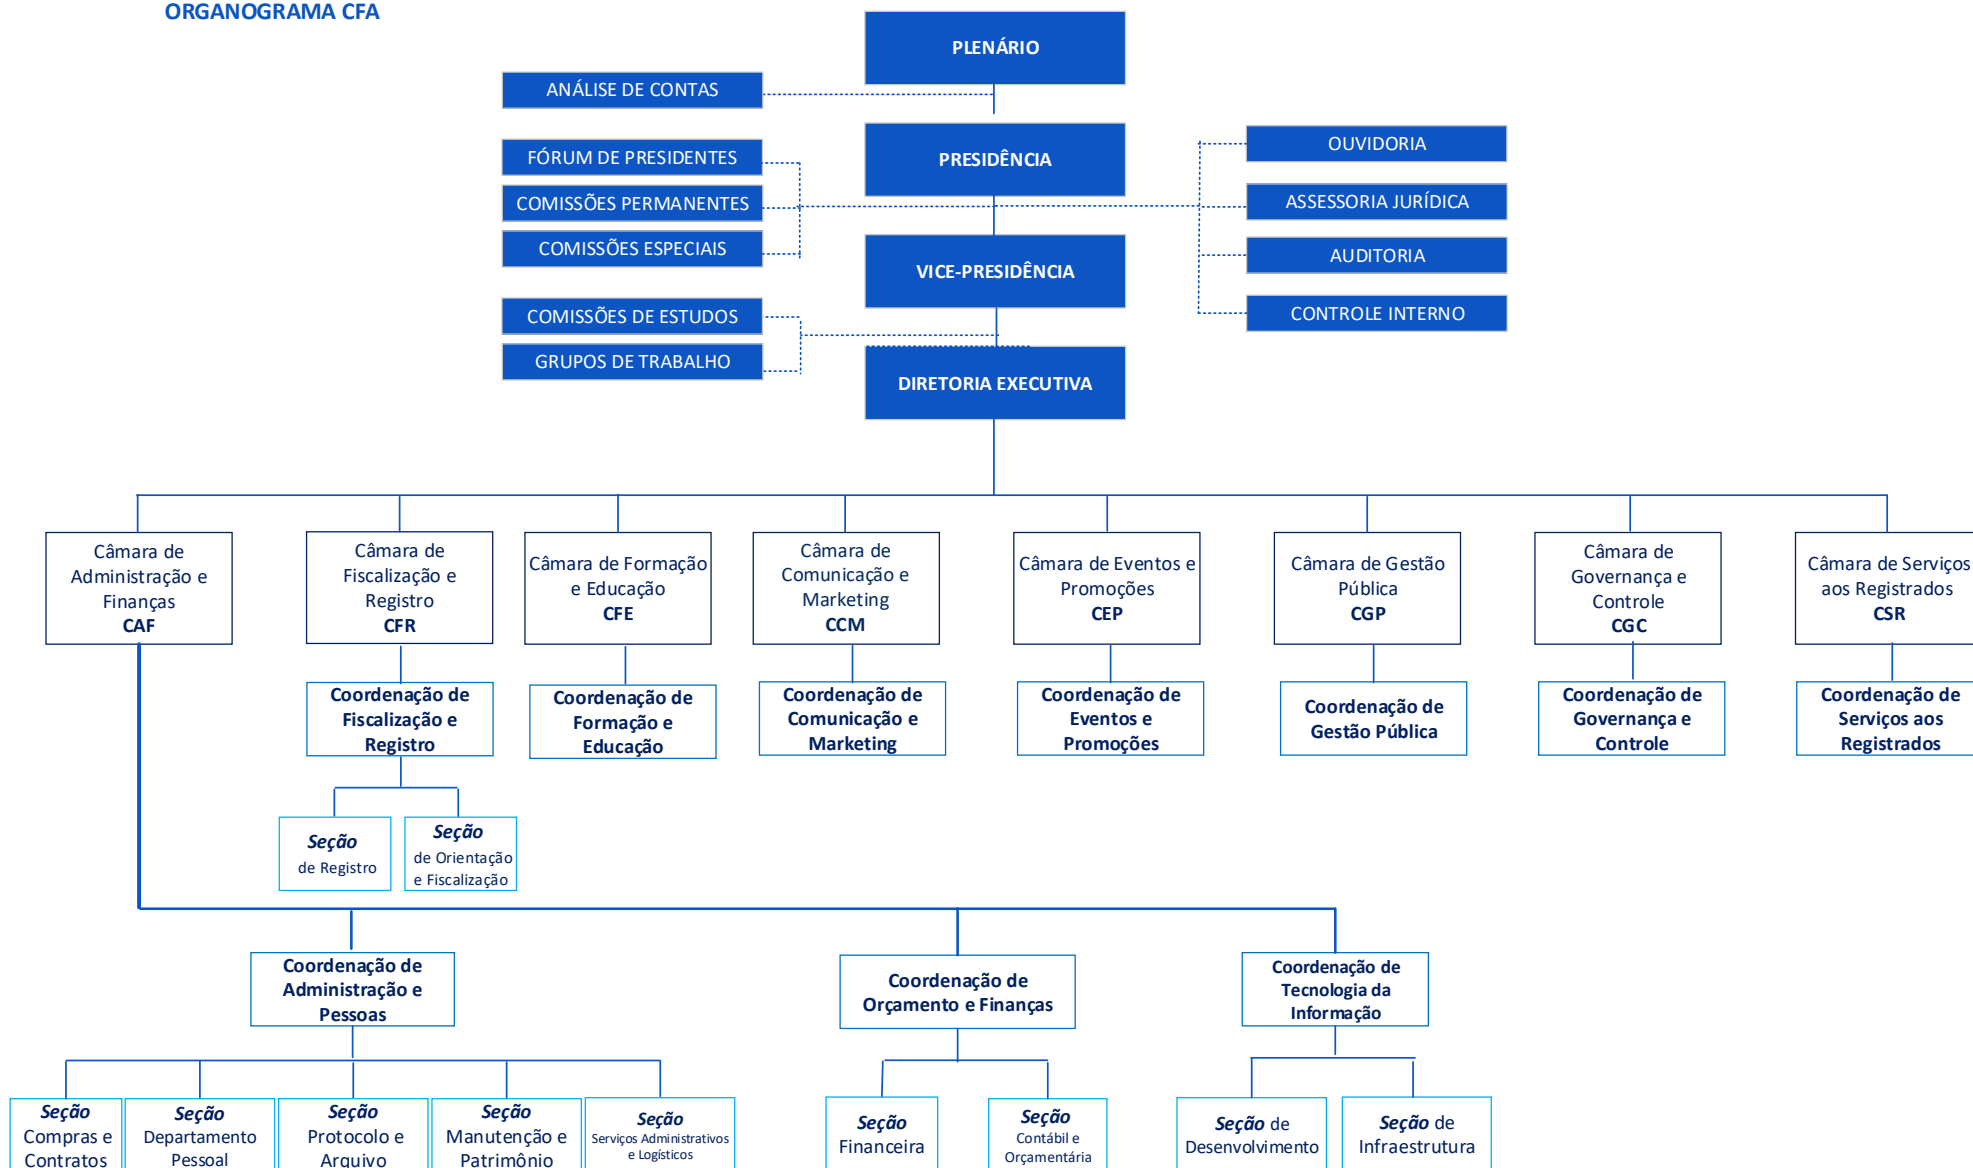 ORGANOGRAMA CFA
PLENÁRIO
ANÁLISE DE CONTAS
FÓRUM DE PRESIDENTES
COMISSÕES PERMANENTES
COMISSÕES ESPECIAIS
PRESIDÊNCIA
OUVIDORIA
ASSESSORIA JURÍDICA
AUDITORIA
CONTROLE INTERNO
VICE-PRESIDÊNCIA
COMISSÕES DE ESTUDOS
GRUPOS DE TRABALHO
DIRETORIA EXECUTIVA
Câmara de
Administração e
Finanças
CAF
Câmara de
Fiscalização e
Registro
CFR
Câmara de Formação
e Educação
CFE
Câmara de
Comunicação e
Marketing
CCM
Câmara de Eventos e
Promoções
CEP
Câmara de Gestão
Pública
CGP
Câmara de
Governança e
Controle
CGC
Câmara de Serviços
aos Registrados
CSR
Coordenação de
Fiscalização e
Registro
Coordenação de
Formação e
Educação
Coordenação de
Comunicação e
Marketing
Coordenação de
Eventos e
Promoções
Coordenação de
Gestão Pública
Coordenação de
Governança e
Controle
Coordenação de
Serviços aos
Registrados
Seção
de Registro
Seção
de Orientação
e Fiscalização
Coordenação de
Administração e
Pessoas
Coordenação de
Orçamento e Finanças
Coordenação de
Tecnologia da
Informação
Seção
Compras e
Contratos
Seção
Departamento
Pessoal
Seção
Protocolo e
Arquivo
Seção
Manutenção e
Patrimônio
Seção
Serviços Administrativos
e Logísticos
Seção
Financeira
Seção
Contábil e
Orçamentária
Seção de
Desenvolvimento
Seção de
Infraestrutura